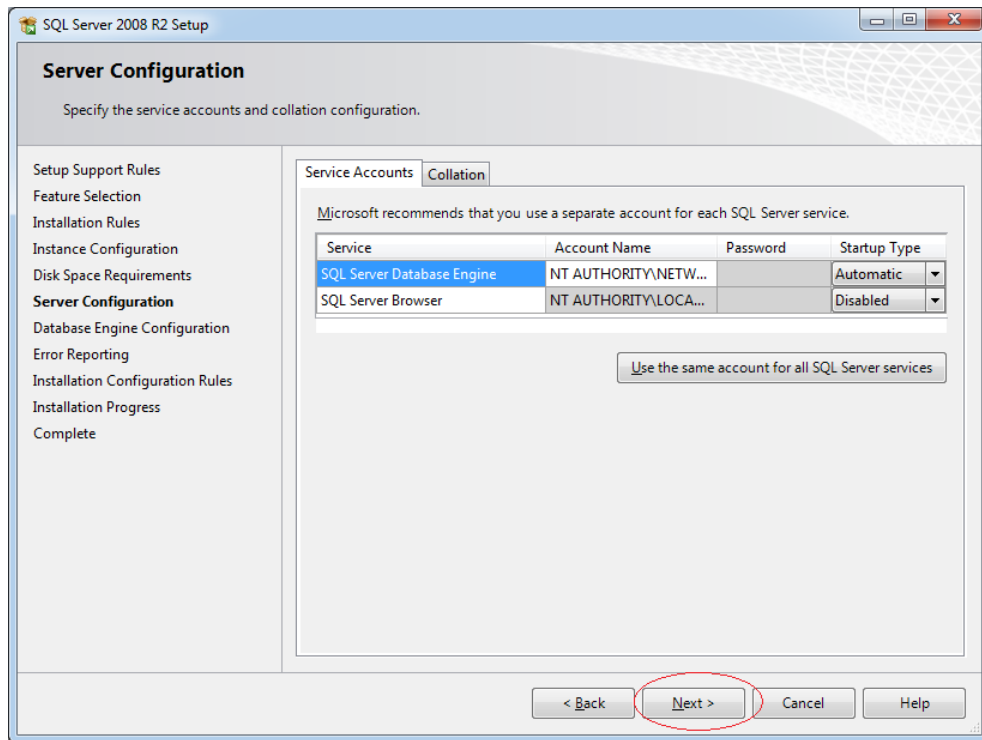 SQL Server 2008 R2 Setup
Server Configuration
Specify the service accounts and collation configuration.
Setup Support Rules
Feature Selection
Installation Rules
Instance Configuration
Disk Space Requirements
Server Configuration
Database Engine Configuration
Error Reporting
Installation Configuration Rules
Installation Progress
Complete
Service Accounts Collation
Microsoft recommends that you use a separate account for each SQL Server service.
Service Account Name Password Startup Type
SQL Server Database Engine NT AUTHORITY\NETW... Automatic
SQL Server Browser NT AUTHORITY\LOCA... Disabled
Use the same account for all SQL Server services
< Back Next > Cancel Help